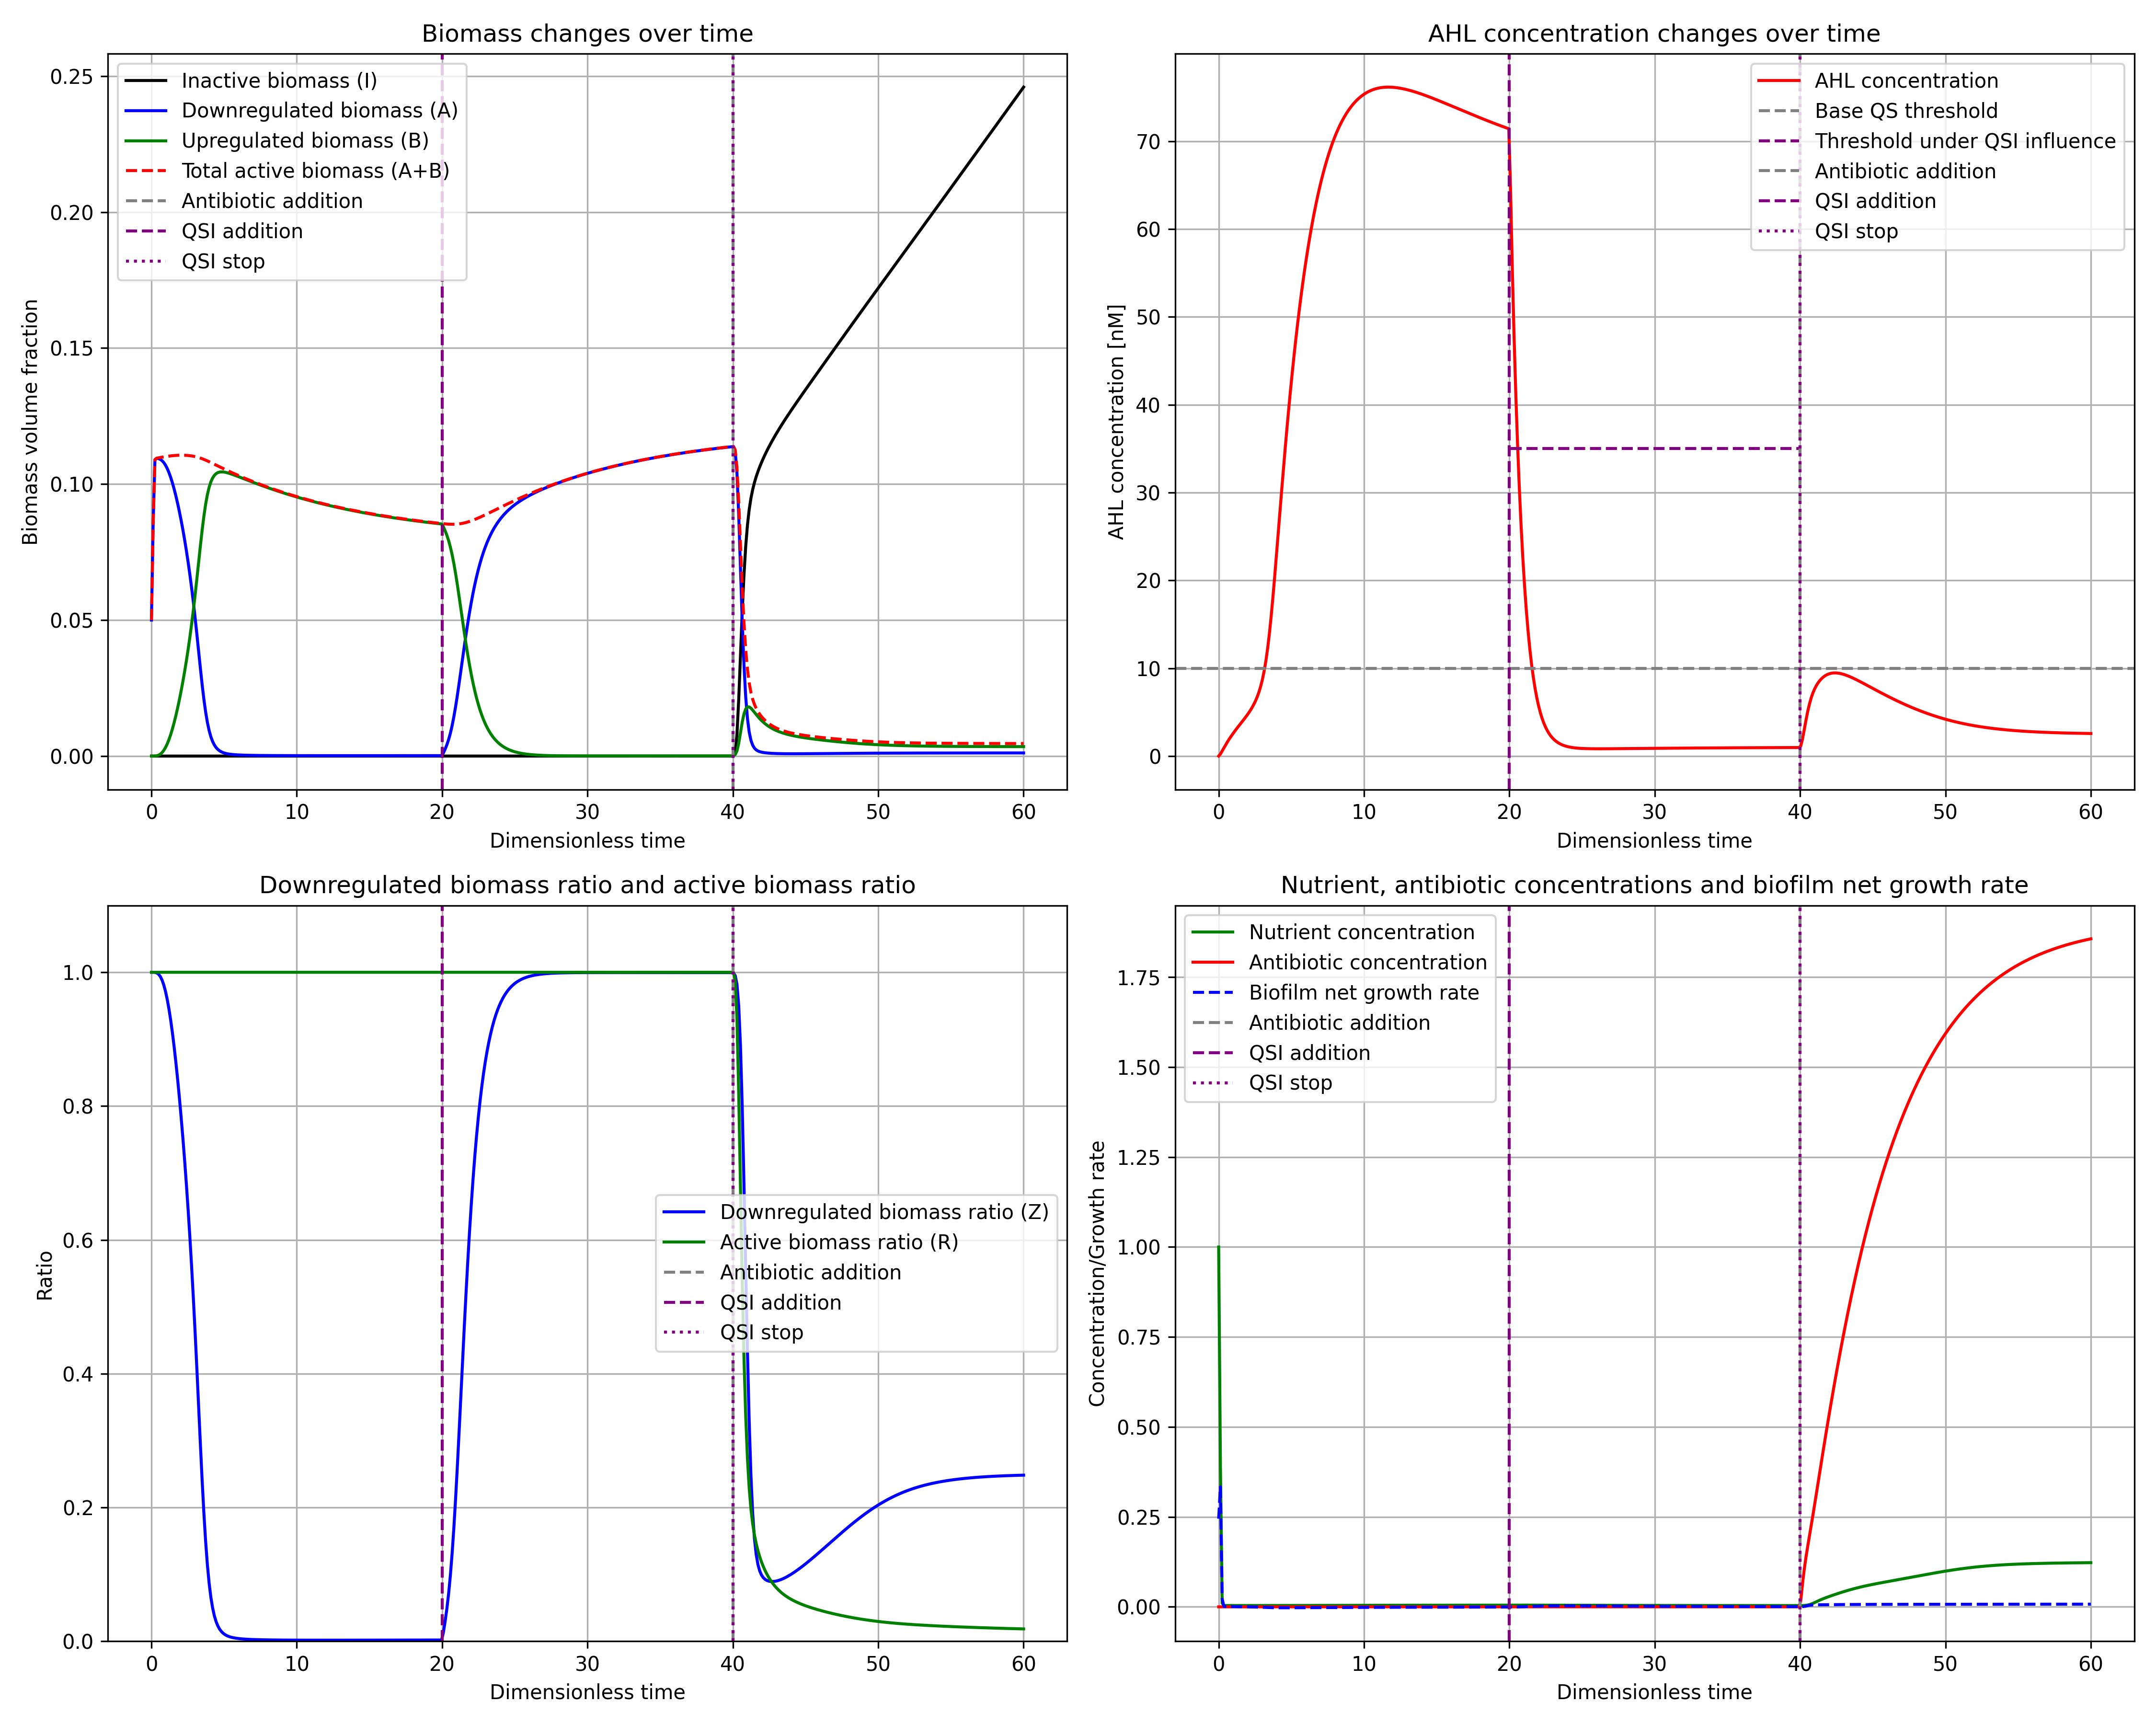 Biomass changes over time
Biomass volume fraction
0.25
0.20
0.15
0.10
0.05
0.00
Inactive biomass (I)
Downregulated biomass (A)
Upregulated biomass (B)
Total active biomass (A+B)
Antibiotic addition
QSI addition
QSI stop
0 10 20 30 40 50 60
Dimensionless time
AHL concentration changes over time
AHL concentration [nM]
70
60
50
40
30
20
10
0
AHL concentration
Base QS threshold
Threshold under QSI influence
Antibiotic addition
QSI addition
QSI stop
0 10 20 30 40 50 60
Dimensionless time
Downregulated biomass ratio and active biomass ratio
Ratio
1.0
0.8
0.6
0.4
0.2
0.0
Downregulated biomass ratio (Z)
Active biomass ratio (R)
Antibiotic addition
QSI addition
QSI stop
0 10 20 30 40 50 60
Dimensionless time
Nutrient, antibiotic concentrations and biofilm net growth rate
Concentration/Growth rate
1.75
1.50
1.25
1.00
0.75
0.50
0.25
0.00
Nutrient concentration
Antibiotic concentration
Biofilm net growth rate
Antibiotic addition
QSI addition
QSI stop
0 10 20 30 40 50 60
Dimensionless time